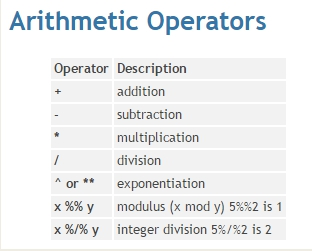 Arithmetic Operators
Operator Description
+ addition
- subtraction
* multiplication
/ division
^ or ** exponentiation
x %% y modulus (x mod y) 5%%2 is 1
x %/% y integer division 5%/%2 is 2